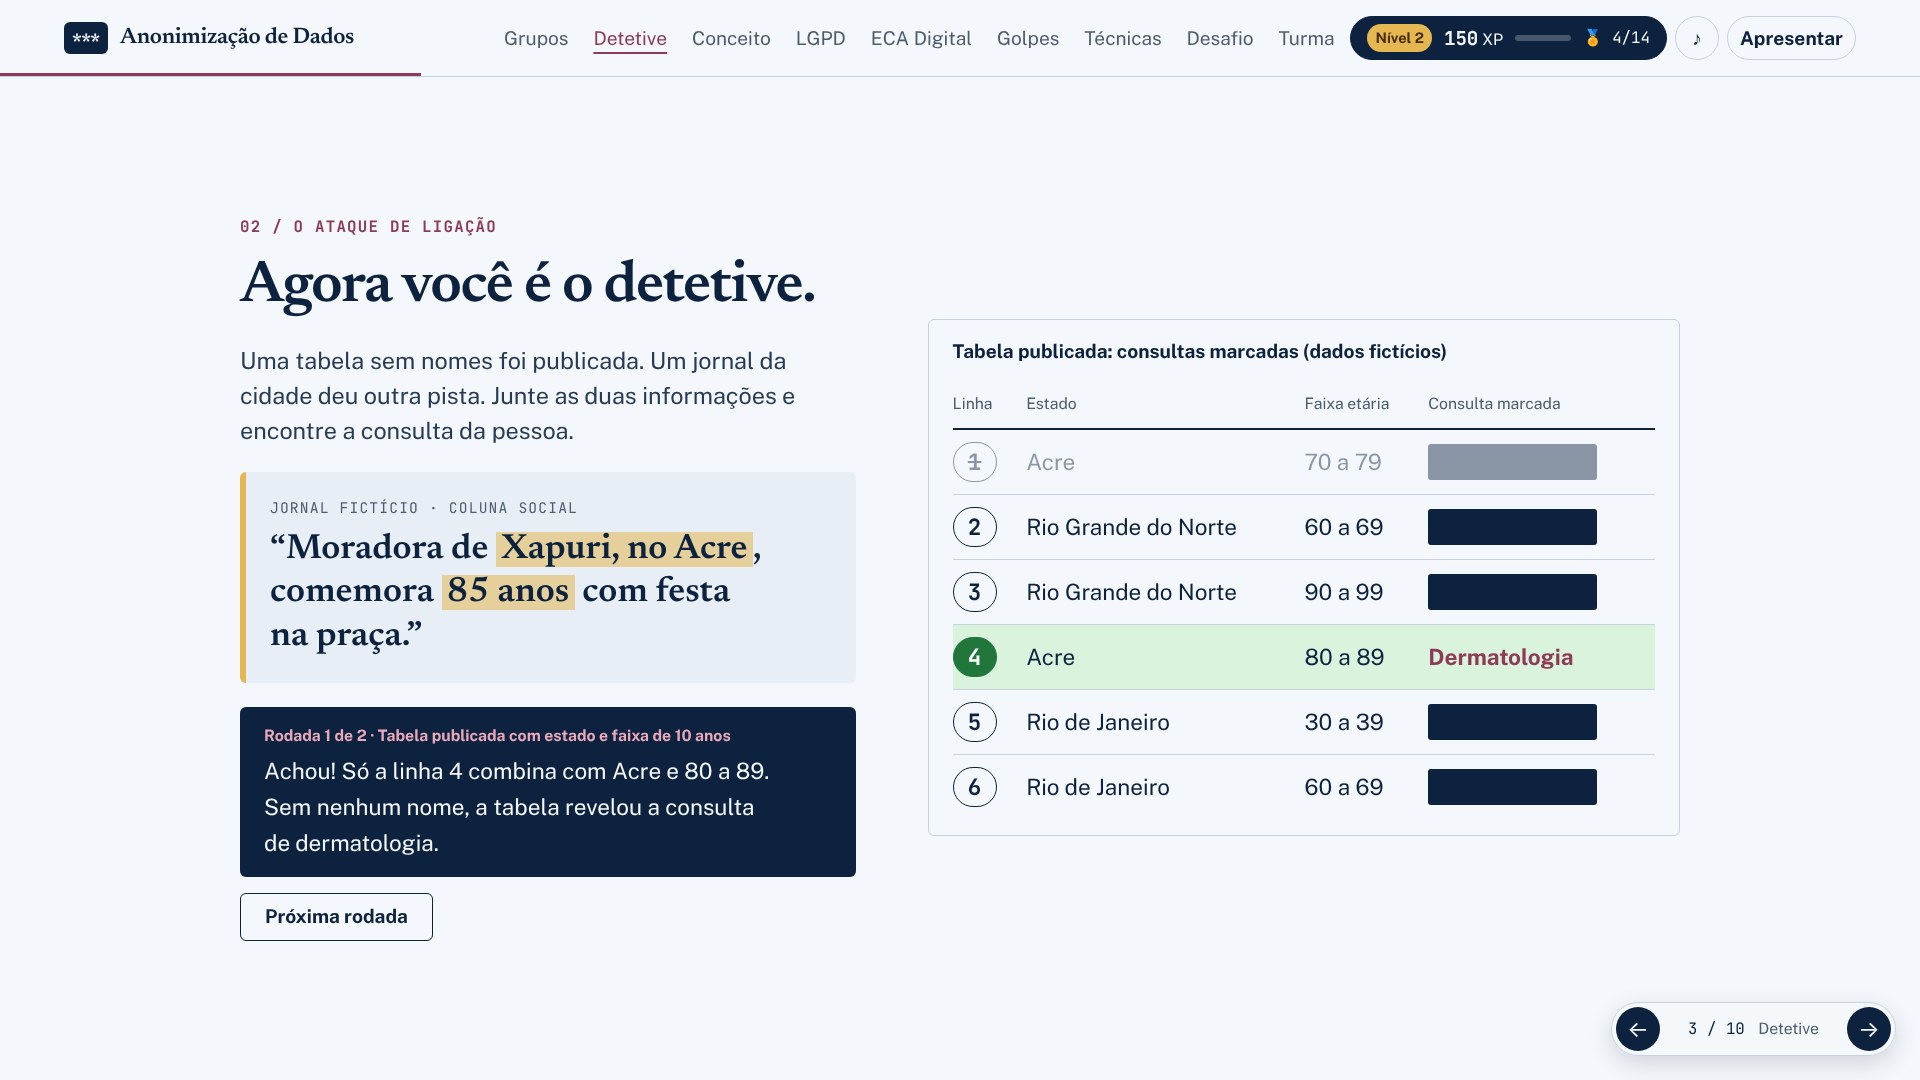 *** Anonimização de Dados
Grupos Detetive Conceito LGPD ECA Digital Golpes Técnicas Desafio Turma
Nível 2 150 XP 4/14
♪
Apresentar
02 / O ATAQUE DE LIGAÇÃO
Agora você é o detetive.
Uma tabela sem nomes foi publicada. Um jornal da
cidade deu outra pista. Junte as duas informações e
encontre a consulta da pessoa.
JORNAL FICTÍCIO · COLUNA SOCIAL
“Moradora de Xapuri, no Acre,
comemora 85 anos com festa
na praça.”
Rodada 1 de 2 · Tabela publicada com estado e faixa de 10 anos
Achou! Só a linha 4 combina com Acre e 80 a 89.
Sem nenhum nome, a tabela revelou a consulta
de dermatologia.
Próxima rodada
Tabela publicada: consultas marcadas (dados fictícios)
Linha Estado Faixa etária Consulta marcada
1 Acre 70 a 79
2 Rio Grande do Norte 60 a 69
3 Rio Grande do Norte 90 a 99
4 Acre 80 a 89 Dermatologia
5 Rio de Janeiro 30 a 39
6 Rio de Janeiro 60 a 69
← 3 / 10 Detetive →